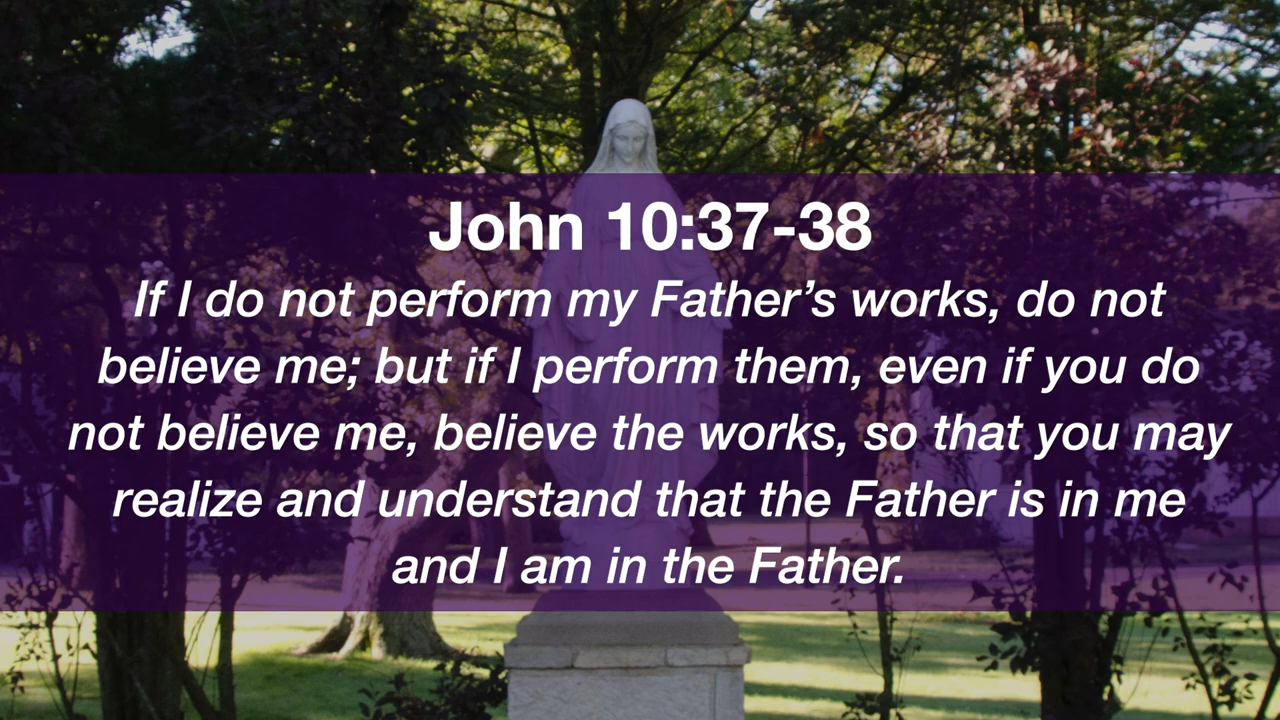 John 10:37-38
If I do not perform my Father’s works, do not
believe me; but if I perform them, even if you do
not believe me, believe the works, so that you may
realize and understand that the Father is in me
and I am in the Father.